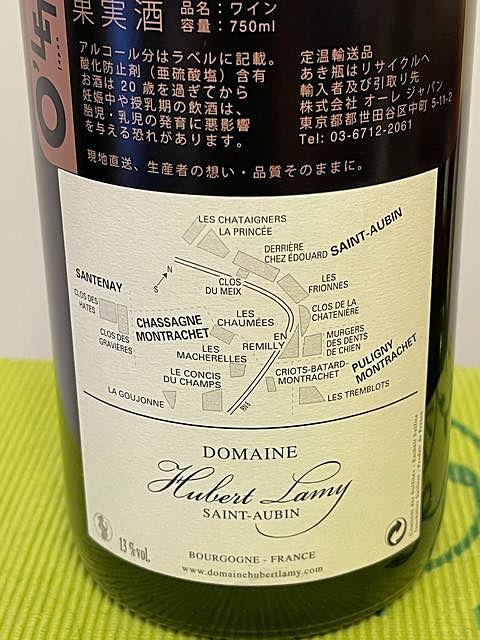 O'LET
Japon
果実酒
品名：ワイン
容量：750ml
アルコール分はラベルに記載。
酸化防止剤（亜硫酸塩）含有
お酒は 20 歳を過ぎてから
妊娠中や授乳期の飲酒は、
胎児・乳児の発育に悪影響
を与える恐れがあります。
定温輸送品
あき瓶はリサイクルへ
輸入者及び引取り先
株式会社 オーレ ジャパン
東京都都世田谷区中町 5-11-2
Tel: 03-6712-2061
現地直送、生産者の想い・品質そのままに。
LES CHATAIGNERS
LA PRINCÉE
DERRIÈRE
CHEZ ÉDOUARD
SAINT-AUBIN
SANTENAY
N
S
CLOS
DU MEIX
LES
FRIONNES
CLOS DES
HATES
CLOS DES
GRAVIÈRES
CHASSAGNE
MONTRACHET
LES
CHAUMÉES
CLOS DE LA
CHATENIÈRE
EN
REMILLY
MURGERS
DES DENTS
DE CHIEN
LES
MACHERELLES
PULIGNY
MONTRACHET
LE CONCIS
DU CHAMPS
CRIOTS-BATARD-
MONTRACHET
LA GOUJONNE
LES TREMBLOTS
DOMAINE
Hubert Lamy
SAINT-AUBIN
13 % vol.
BOURGOGNE - FRANCE
www.domainehubertlamy.com